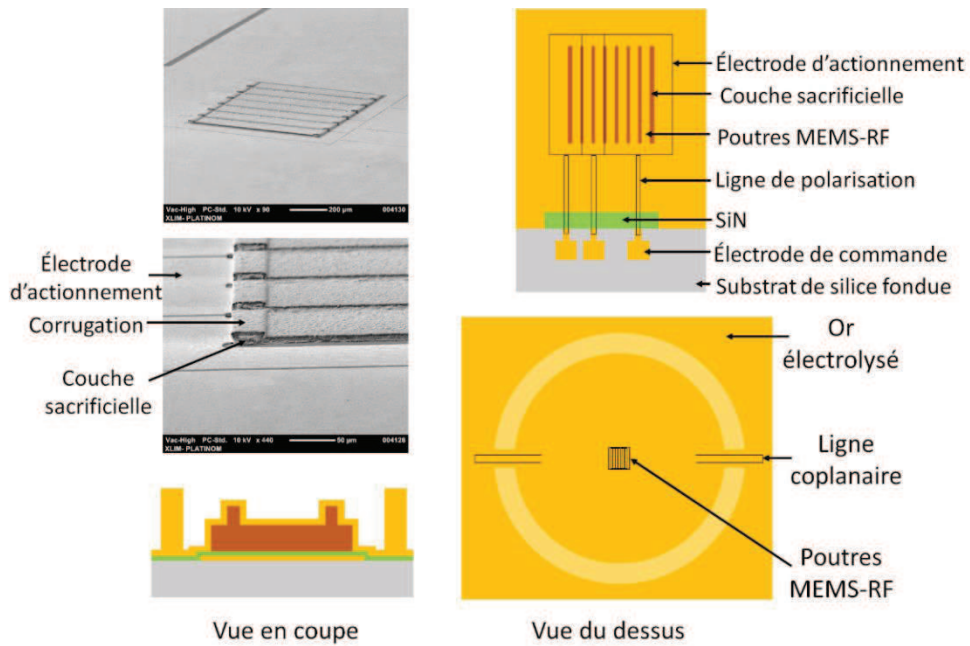 Vac-High PC-Std. 10 kV x 90 200 µm 004130
XLIM- PLATINOM
Électrode
d'actionnement
Corrugation
Couche
sacrificielle
Vac-High PC-Std. 10 kV x 440 50 µm 004126
XLIM- PLATINOM
Vue en coupe
Électrode d'actionnement
Couche sacrificielle
Poutres MEMS-RF
Ligne de polarisation
SiN
Électrode de commande
Substrat de silice fondue
Or
électrolysé
Ligne
coplanaire
Poutres
MEMS-RF
Vue du dessus